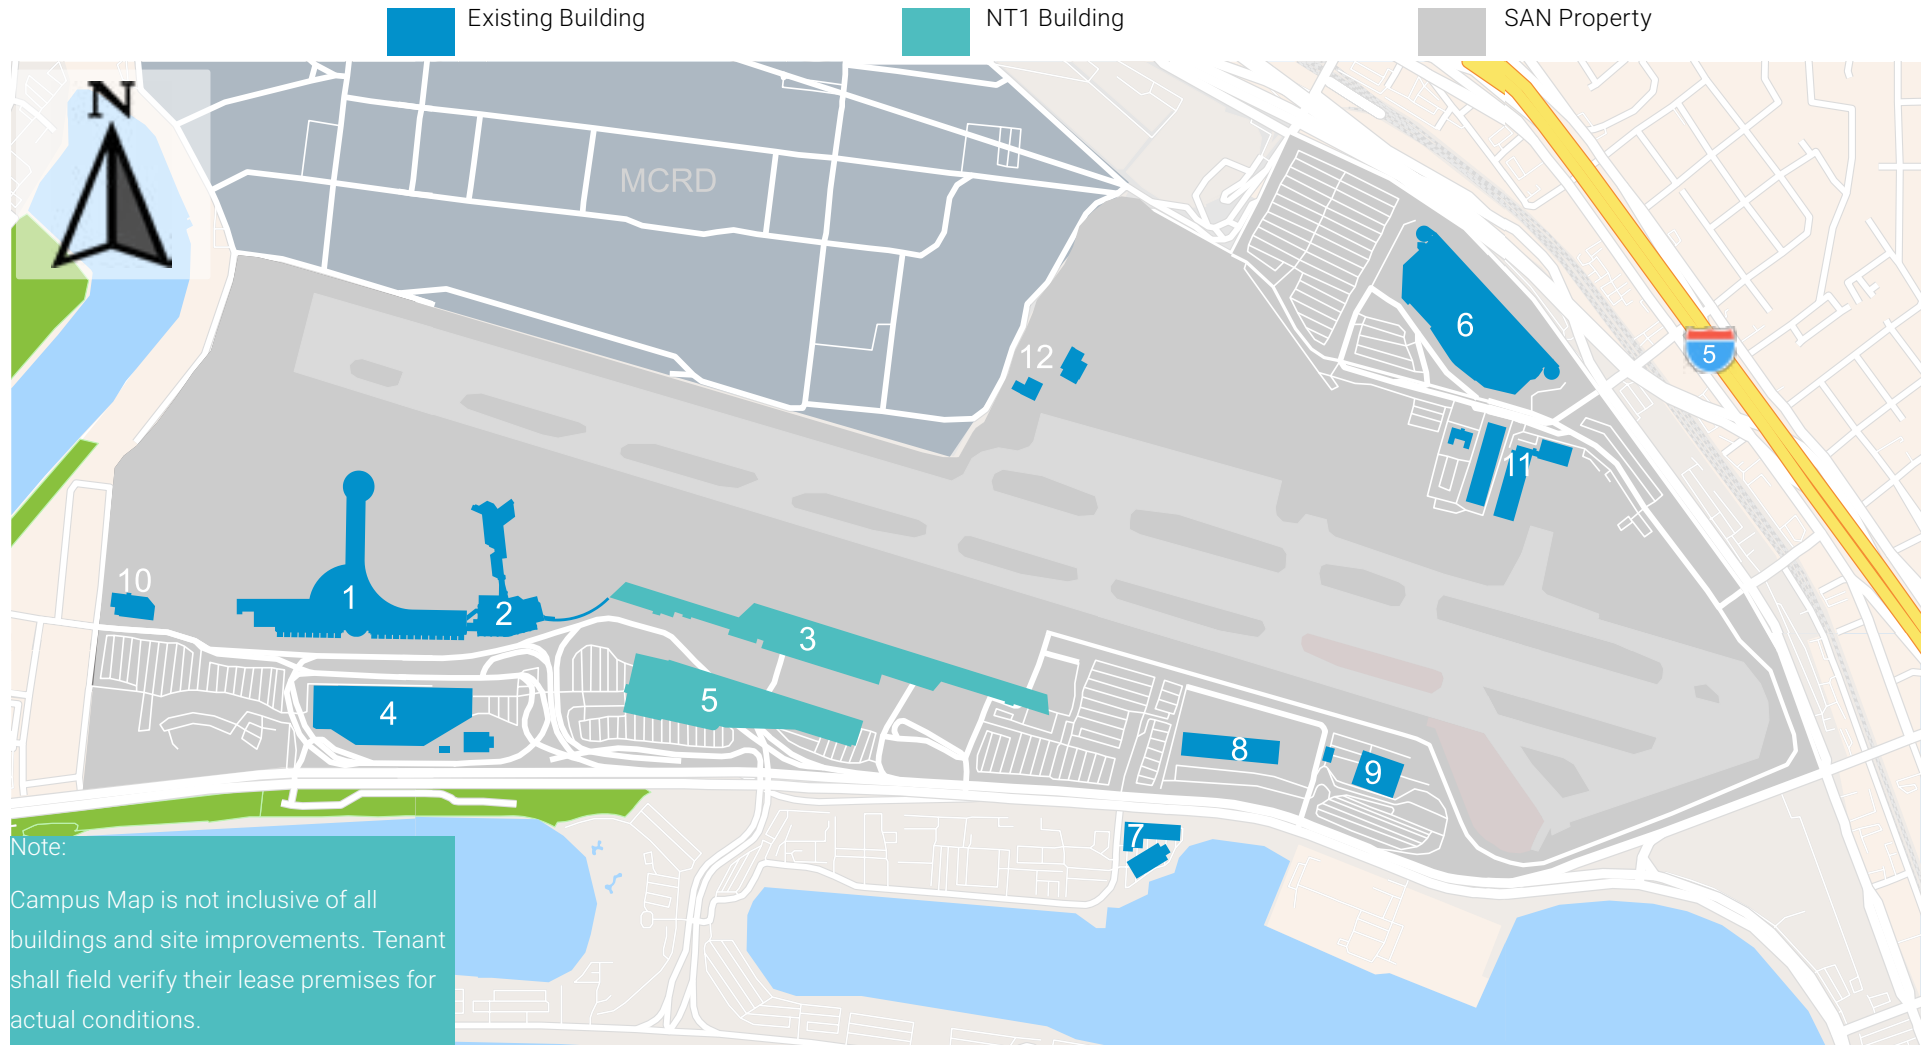 Existing Building
NT1 Building
SAN Property
N
MCRD
6
5
12
11
10
1
2
3
5
4
8
9
7
Note:
Campus Map is not inclusive of all
buildings and site improvements. Tenant
shall field verify their lease premises for
actual conditions.